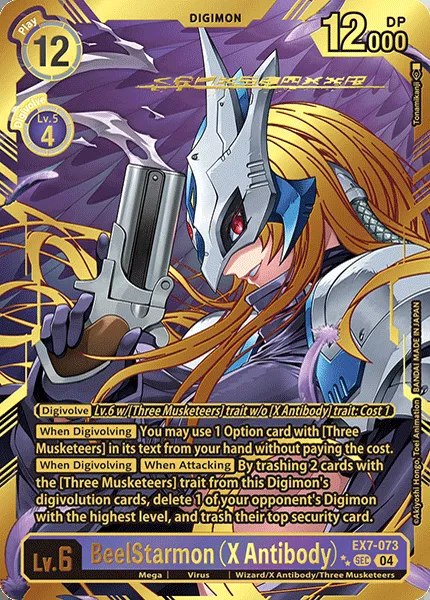 DIGIMON
Play
12
DP
12000
Digivolve
Lv.5
4
Tonamikanji
©Akiyoshi Hongo, Toei Animation BANDAI MADE IN JAPAN
Digivolve Lv.6 w/[Three Musketeers] trait w/o [X Antibody] trait: Cost 1
When Digivolving You may use 1 Option card with [Three
Musketeers] in its text from your hand without paying the cost.
When Digivolving When Attacking By trashing 2 cards with
the [Three Musketeers] trait from this Digimon's
digivolution cards, delete 1 of your opponent's Digimon
with the highest level, and trash their top security card.
Lv.6 BeelStarmon (X Antibody) EX7-073
SEC 04
Mega Virus Wizard/X Antibody/Three Musketeers